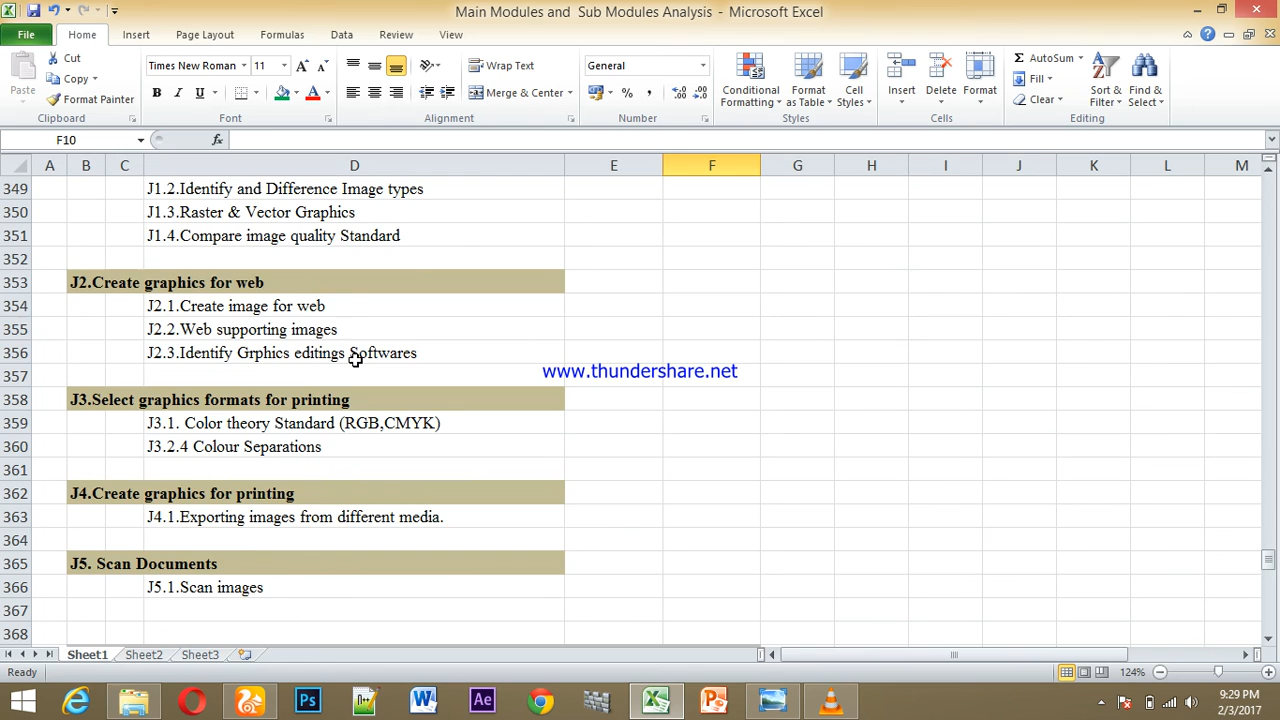 Main Modules and Sub Modules Analysis - Microsoft Excel
File Home Insert Page Layout Formulas Data Review View
Paste
Cut
Copy
Format Painter
Clipboard
Times New Roman 11
B I U
Font
Wrap Text
Merge & Center
Alignment
General
Number
Conditional Formatting
Format as Table
Cell Styles
Styles
Insert Delete Format
Cells
AutoSum
Fill
Clear
Sort & Filter
Find & Select
Editing
F10 fx
A B C D E F G H I J K L M
349 J1.2.Identify and Difference Image types
350 J1.3.Raster & Vector Graphics
351 J1.4.Compare image quality Standard
352
353 J2.Create graphics for web
354 J2.1.Create image for web
355 J2.2.Web supporting images
356 J2.3.Identify Grphics editings Softwares
www.thundershare.net
357
358 J3.Select graphics formats for printing
359 J3.1. Color theory Standard (RGB,CMYK)
360 J3.2.4 Colour Separations
361
362 J4.Create graphics for printing
363 J4.1.Exporting images from different media.
364
365 J5. Scan Documents
366 J5.1.Scan images
367
368
Sheet1 Sheet2 Sheet3
Ready 124%
9:29 PM
2/3/2017